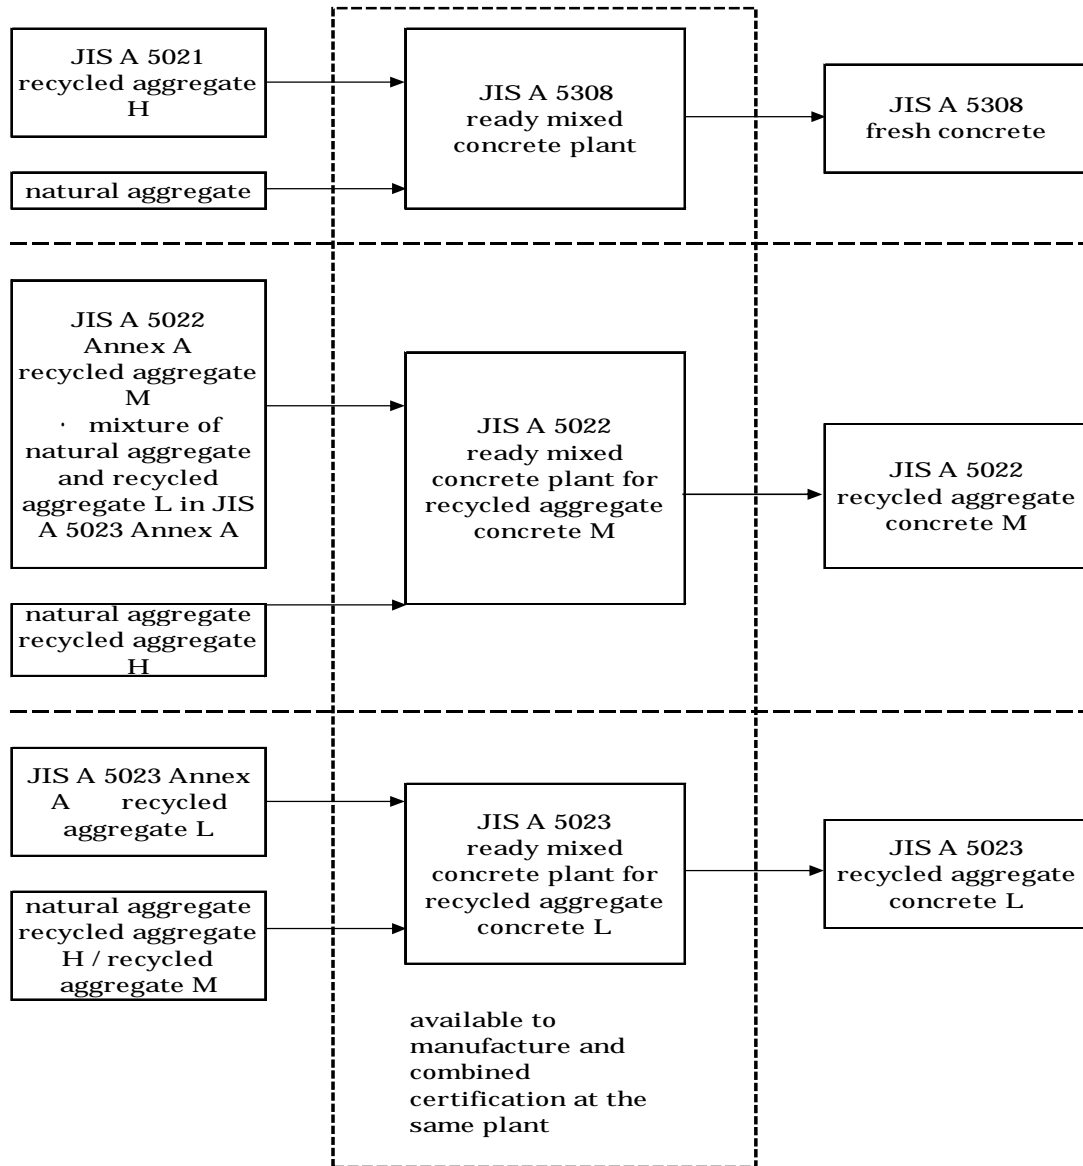 JIS A 5021
recycled aggregate
H
natural aggregate
JIS A 5308
ready mixed
concrete plant
JIS A 5308
fresh concrete
JIS A 5022
Annex A
recycled aggregate
M
· mixture of
natural aggregate
and recycled
aggregate L in JIS
A 5023 Annex A
natural aggregate
recycled aggregate
H
JIS A 5022
ready mixed
concrete plant for
recycled aggregate
concrete M
JIS A 5022
recycled aggregate
concrete M
JIS A 5023 Annex
A recycled
aggregate L
natural aggregate
recycled aggregate
H / recycled
aggregate M
JIS A 5023
ready mixed
concrete plant for
recycled aggregate
concrete L
JIS A 5023
recycled aggregate
concrete L
available to
manufacture and
combined
certification at the
same plant